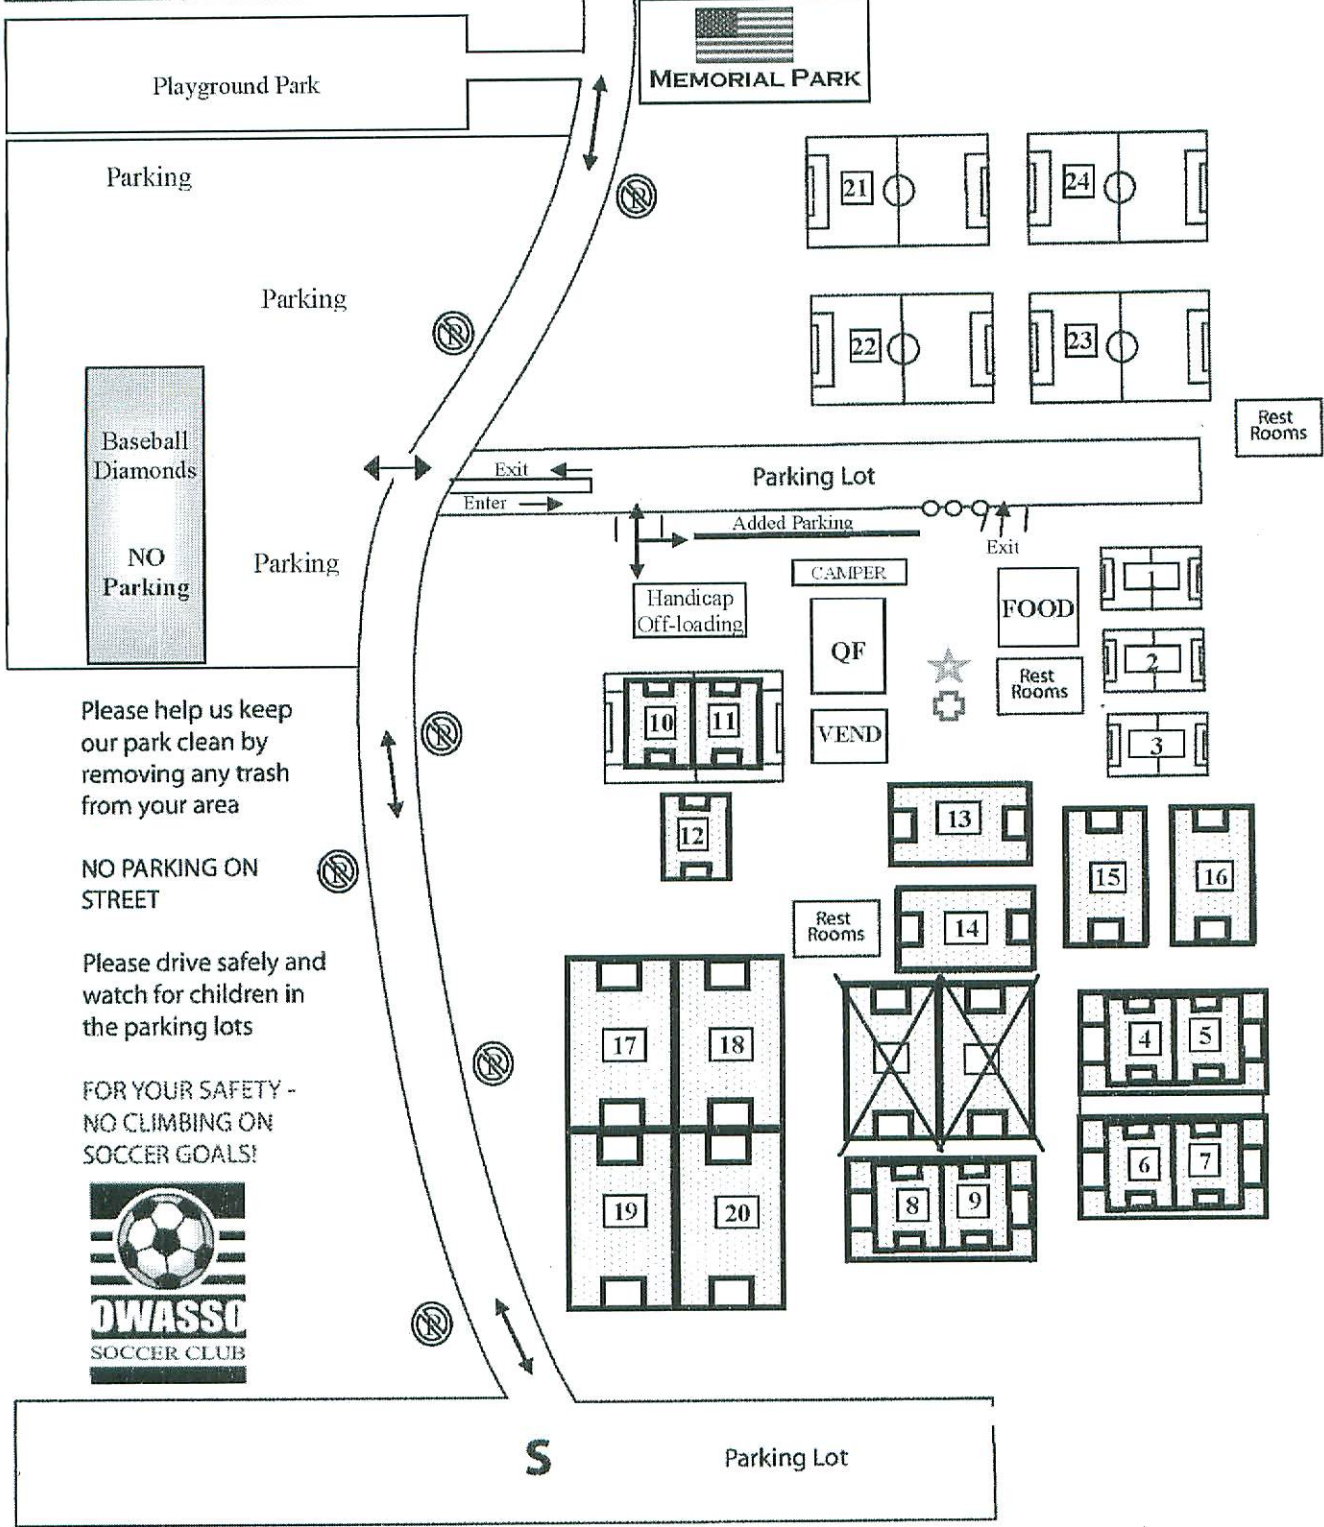 MEMORIAL PARK
Playground Park
Parking
Parking
Parking
Baseball
Diamonds
NO
Parking
21
24
22
23
Rest
Rooms
Exit
Enter
Parking Lot
Added Parking
Exit
CAMPER
Handicap
Off-loading
QF
FOOD
Rest
Rooms
VEND
1
2
3
10
11
12
13
14
15
16
Rest
Rooms
17
18
19
20
4
5
6
7
8
9
P
P
P
P
P
P
P
Please help us keep
our park clean by
removing any trash
from your area
NO PARKING ON
STREET
Please drive safely and
watch for children in
the parking lots
FOR YOUR SAFETY -
NO CLIMBING ON
SOCCER GOALS!
OWASSO
SOCCER CLUB
S
Parking Lot